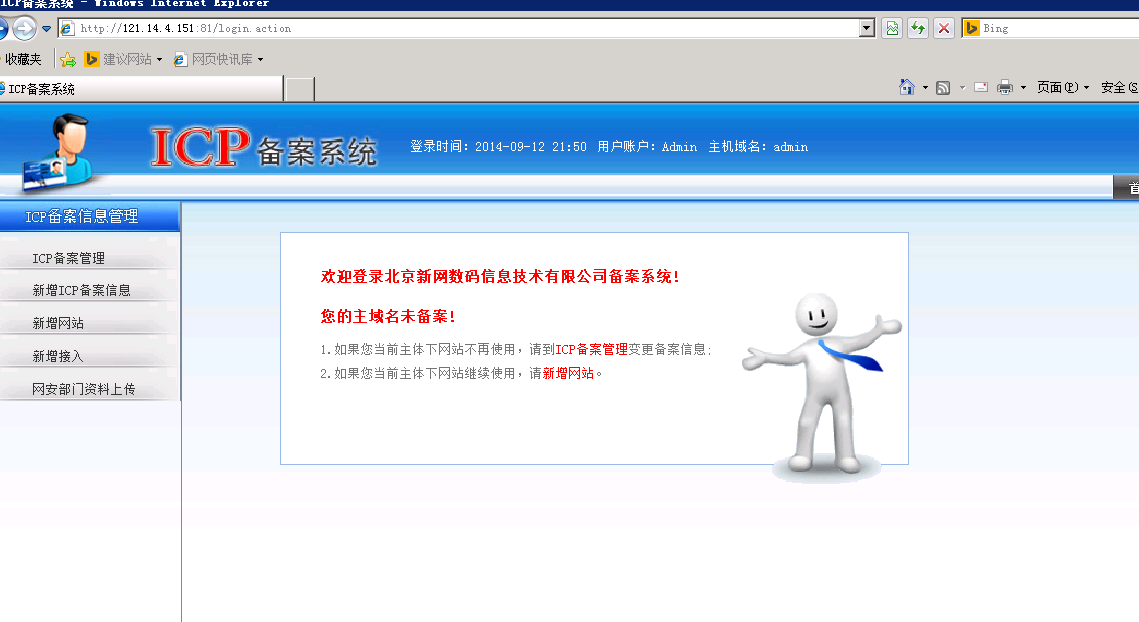 ICP备案系统 - Windows Internet Explorer
http://121.14.4.151:81/login.action
Bing
收藏夹
建议网站
网页快讯库
ICP备案系统
页面(P)
安全(S
ICP备案系统
登录时间: 2014-09-12 21:50 用户账户: Admin 主机域名: admin
首
ICP备案信息管理
ICP备案管理
新增ICP备案信息
新增网站
新增接入
网安部门资料上传
欢迎登录北京新网数码信息技术有限公司备案系统!
您的主域名未备案!
1.如果您当前主体下网站不再使用，请到ICP备案管理变更备案信息;
2.如果您当前主体下网站继续使用，请新增网站。